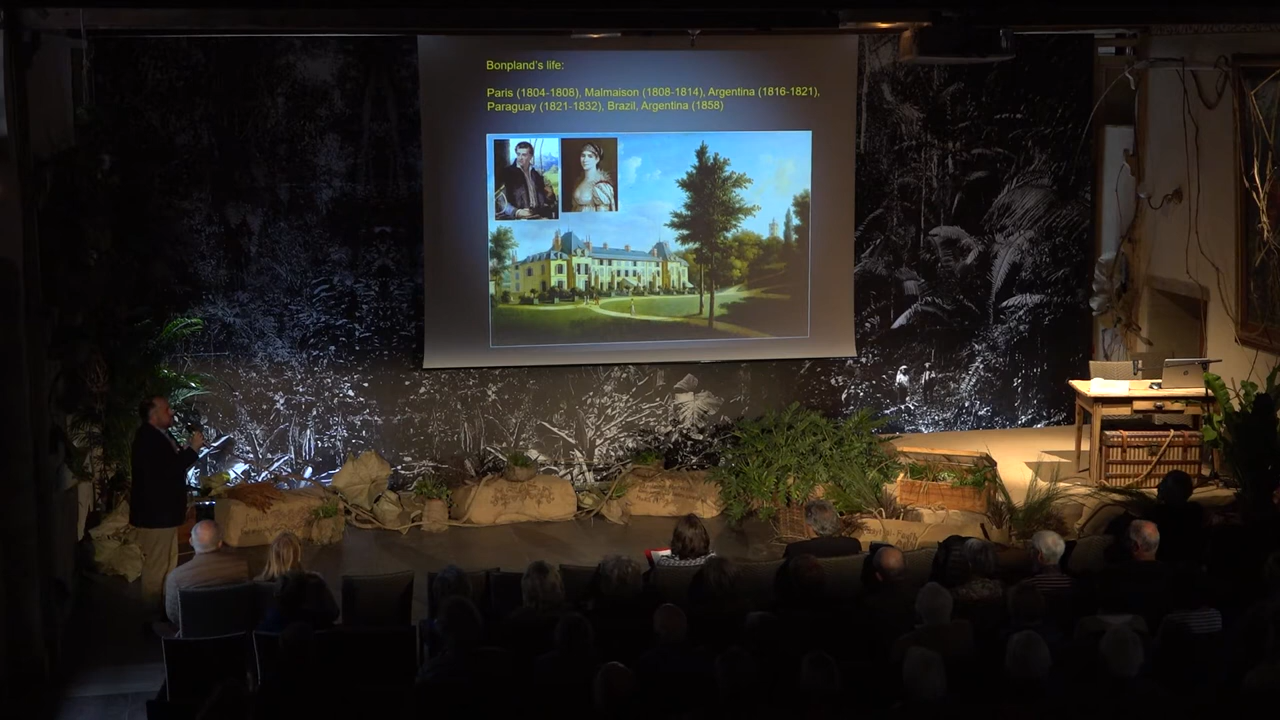 Bonpland's life:
Paris (1804-1808), Malmaison (1808-1814), Argentina (1816-1821),
Paraguay (1821-1832), Brazil, Argentina (1858)